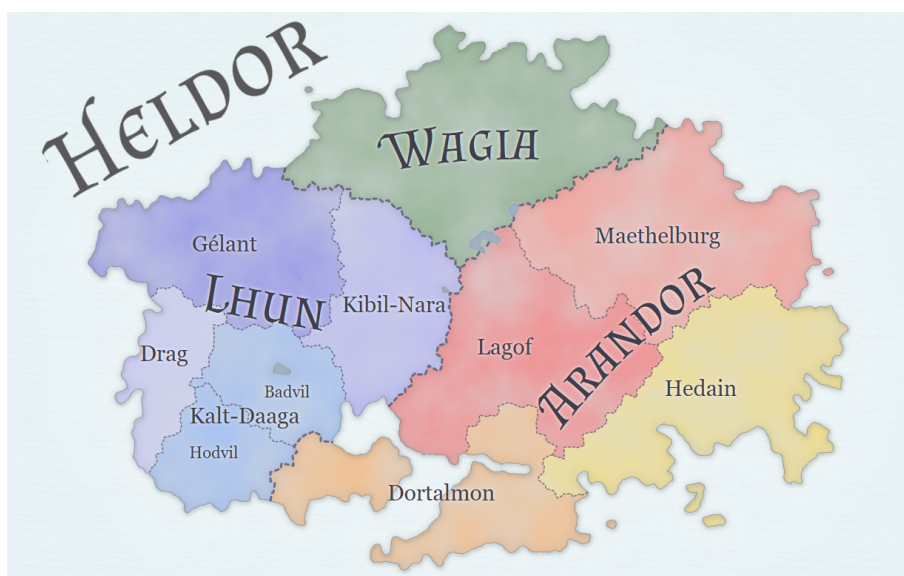 HELDOR
WAGIA
Gélant
Maethelburg
LHUN
Kibil-Nara
ARANDOR
Drag
Lagof
Badvil
Hedain
Kalt-Daaga
Hodvil
Dortalmon